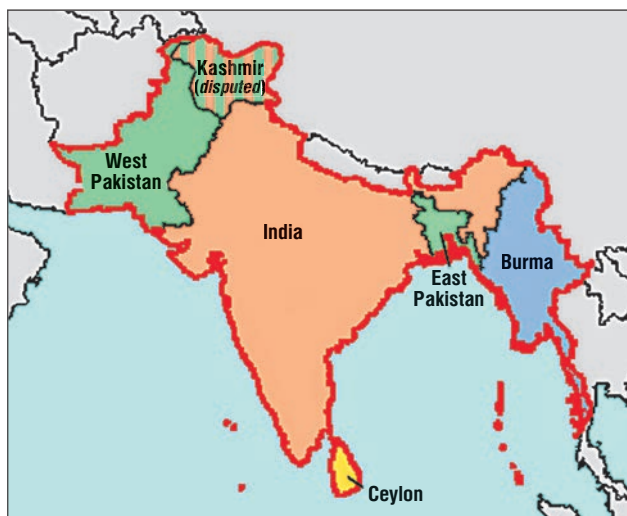 Kashmir
(disputed)
West
Pakistan
India
East
Pakistan
Burma
Ceylon